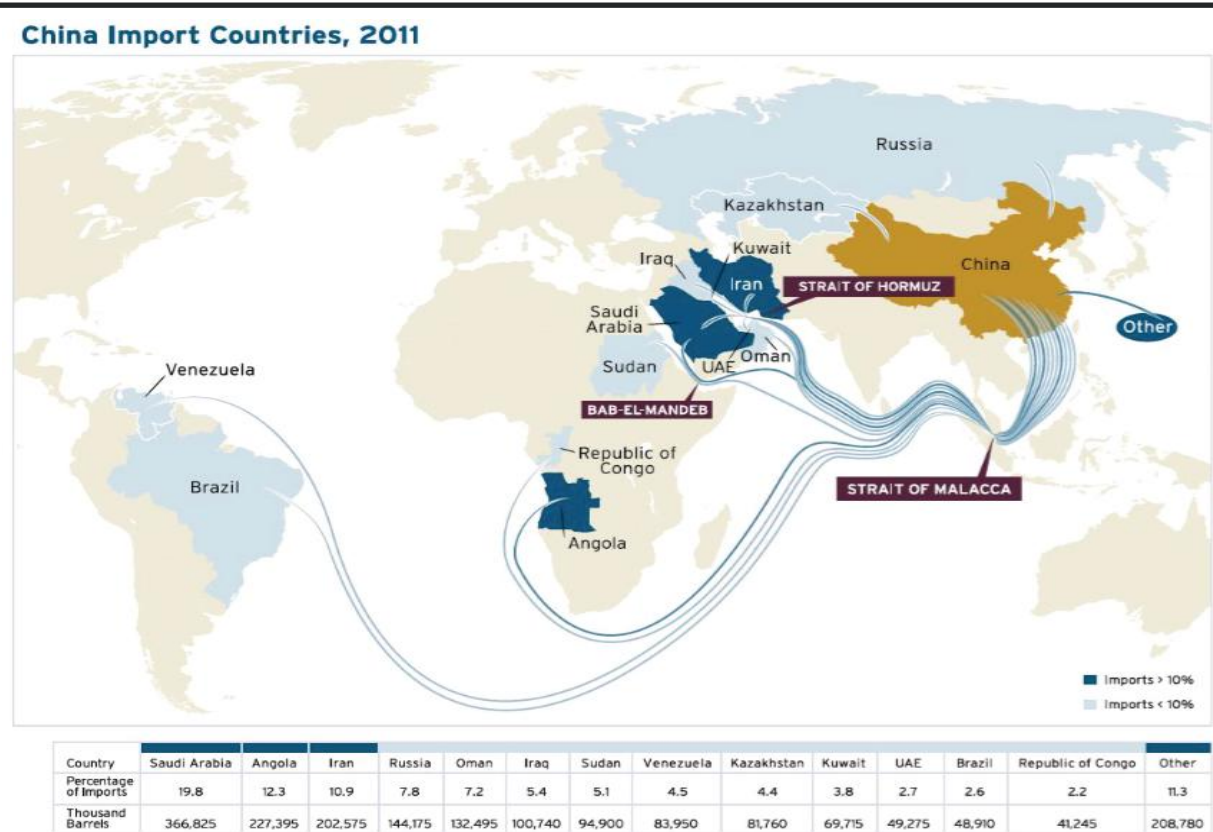 China Import Countries, 2011
Russia
Kazakhstan
Kuwait
Iraq
Iran
China
STRAIT OF HORMUZ
Saudi
Arabia
Other
Oman
UAE
Sudan
Venezuela
BAB-EL-MANDEB
Republic of
Congo
Brazil
STRAIT OF MALACCA
Angola
Imports > 10%
Imports < 10%
Country Saudi Arabia Angola Iran Russia Oman Iraq Sudan Venezuela Kazakhstan Kuwait UAE Brazil Republic of Congo Other
Percentage
of Imports 19.8 12.3 10.9 7.8 7.2 5.4 5.1 4.5 4.4 3.8 2.7 2.6 2.2 11.3
Thousand
Barrels 366,825 227,395 202,575 144,175 132,495 100,740 94,900 83,950 81,760 69,715 49,275 48,910 41,245 208,780